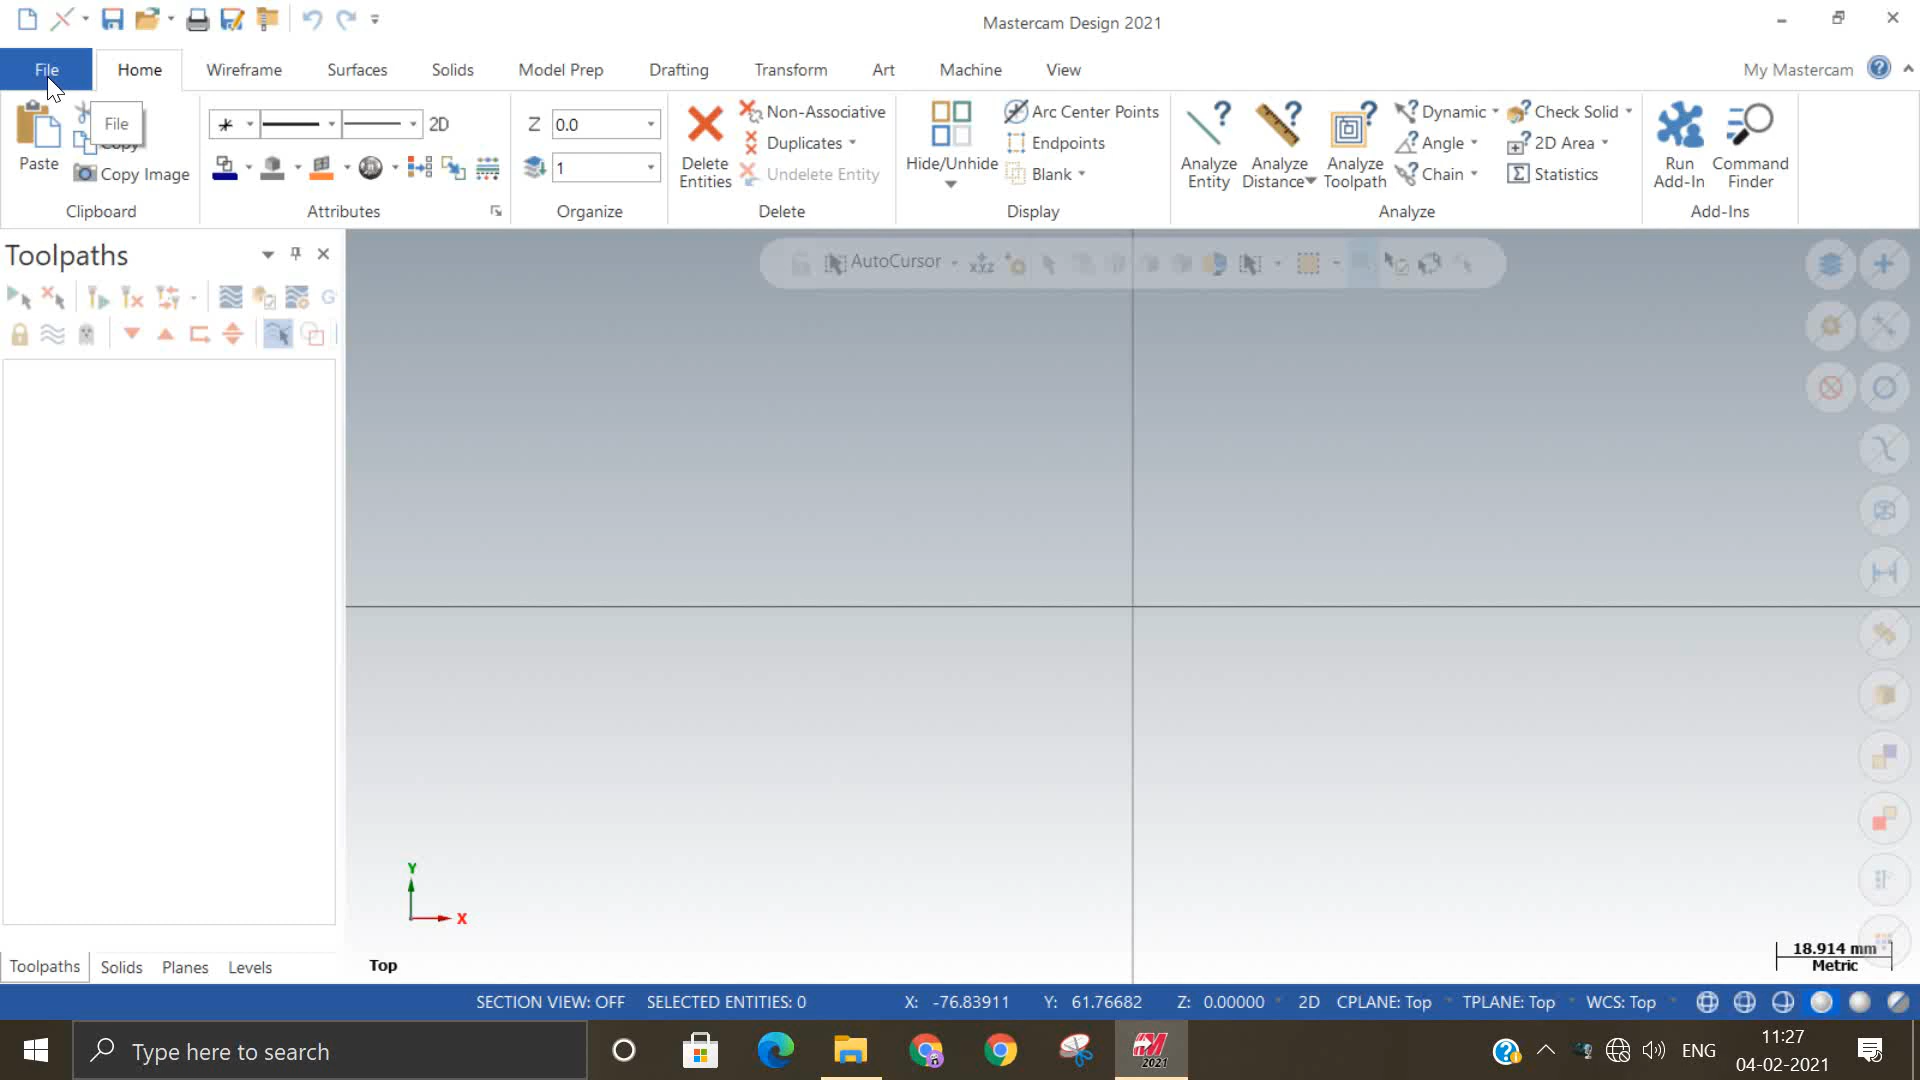 Mastercam Design 2021
File
Home
Wireframe
Surfaces
Solids
Model Prep
Drafting
Transform
Art
Machine
View
My Mastercam
Paste
File
Copy Image
Clipboard
2D
Attributes
Z 0.0
1
Organize
Delete Entities
Non-Associative
Duplicates
Undelete Entity
Delete
Hide/Unhide
Arc Center Points
Endpoints
Blank
Display
Analyze Entity
Analyze Distance
Analyze Toolpath
Dynamic
Angle
Chain
Check Solid
2D Area
Statistics
Analyze
Run Add-In
Command Finder
Add-Ins
Toolpaths
AutoCursor
G
Y
X
Top
18.914 mm
Metric
Toolpaths
Solids
Planes
Levels
SECTION VIEW: OFF
SELECTED ENTITIES: 0
X: -76.83911
Y: 61.76682
Z: 0.00000
2D
CPLANE: Top
TPLANE: Top
WCS: Top
Type here to search
2021
ENG
11:27
04-02-2021